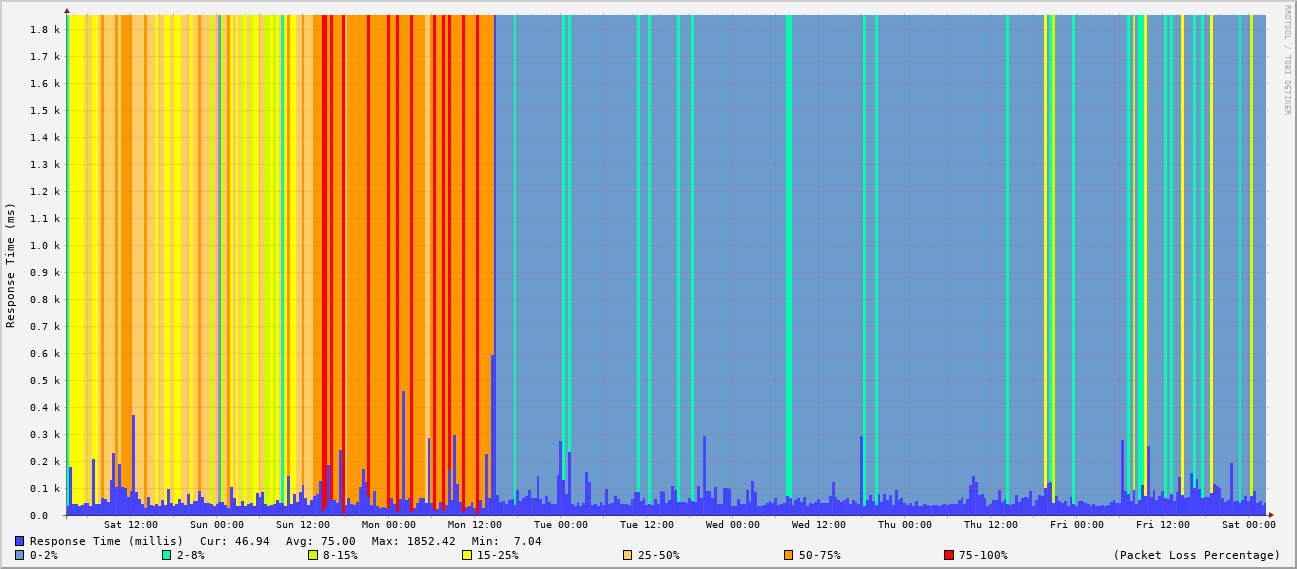 RRDTOOL / TOBI OETIKER
Response Time (ms)
1.8 k
1.7 k
1.6 k
1.5 k
1.4 k
1.3 k
1.2 k
1.1 k
1.0 k
0.9 k
0.8 k
0.7 k
0.6 k
0.5 k
0.4 k
0.3 k
0.2 k
0.1 k
0.0
Sat 12:00 Sun 00:00 Sun 12:00 Mon 00:00 Mon 12:00 Tue 00:00 Tue 12:00 Wed 00:00 Wed 12:00 Thu 00:00 Thu 12:00 Fri 00:00 Fri 12:00 Sat 00:00
Response Time (millis) Cur: 46.94 Avg: 75.00 Max: 1852.42 Min: 7.04
0-2% 2-8% 8-15% 15-25% 25-50% 50-75% 75-100% (Packet Loss Percentage)